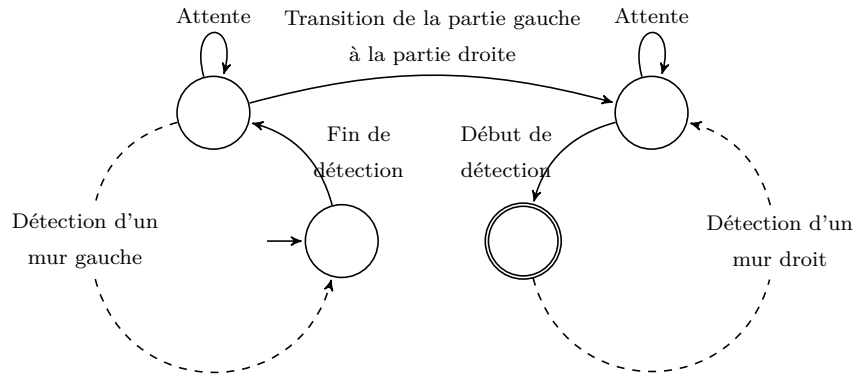 Attente
Transition de la partie gauche
à la partie droite
Attente
Fin de
détection
Début de
détection
Détection d'un
mur gauche
Détection d'un
mur droit